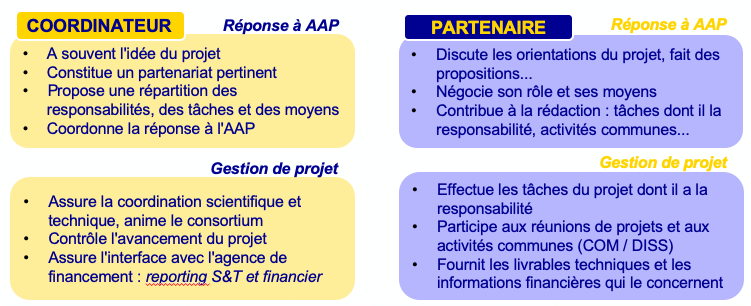 COORDINATEUR
Réponse à AAP
• A souvent l'idée du projet
• Constitue un partenariat pertinent
• Propose une répartition des
responsabilités, des tâches et des moyens
• Coordonne la réponse à l'AAP
Gestion de projet
• Assure la coordination scientifique et
technique, anime le consortium
• Contrôle l'avancement du projet
• Assure l'interface avec l'agence de
financement : reporting S&T et financier
PARTENAIRE
Réponse à AAP
• Discute les orientations du projet, fait des
propositions...
• Négocie son rôle et ses moyens
• Contribue à la rédaction : tâches dont il la
responsabilité, activités communes...
Gestion de projet
• Effectue les tâches du projet dont il a la
responsabilité
• Participe aux réunions de projets et aux
activités communes (COM / DISS)
• Fournit les livrables techniques et les
informations financières qui le concernent